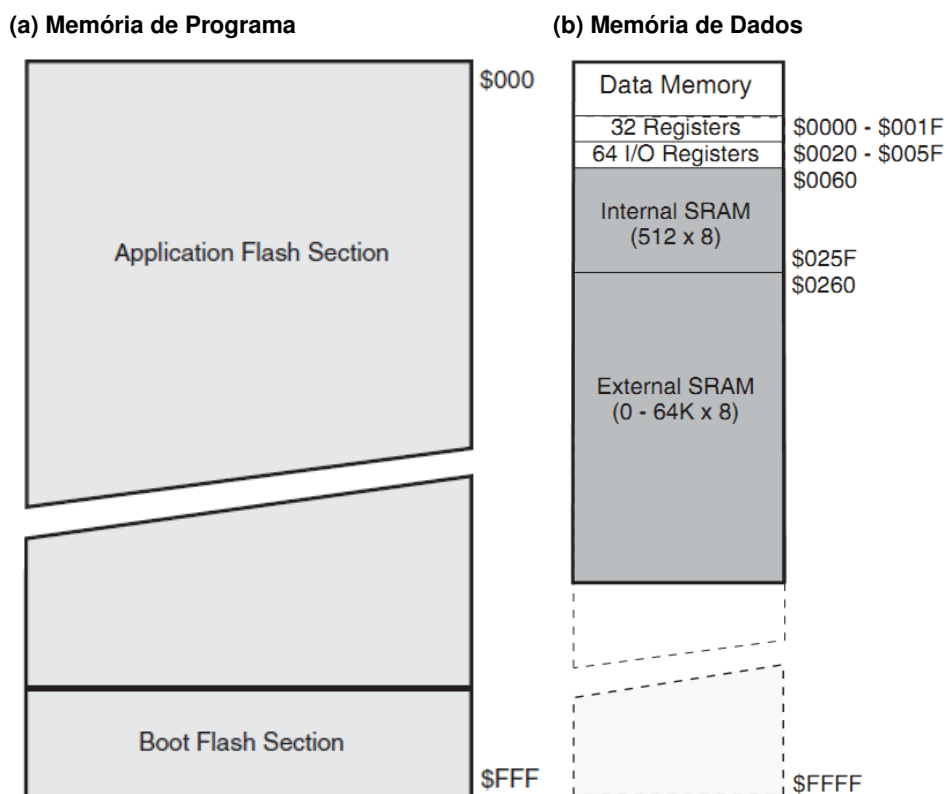 (a) Memória de Programa
$000
Application Flash Section
Boot Flash Section
$FFF
(b) Memória de Dados
Data Memory
32 Registers
$0000 - $001F
64 I/O Registers
$0020 - $005F
$0060
Internal SRAM
(512 x 8)
$025F
$0260
External SRAM
(0 - 64K x 8)
$FFFF